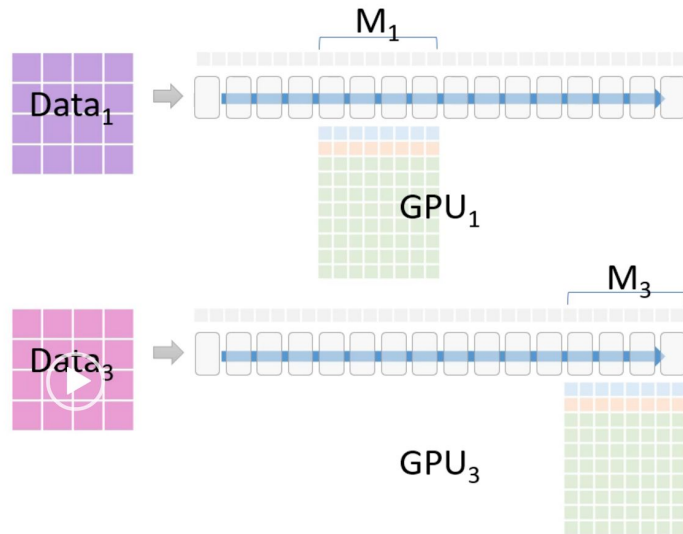 M₁
Data₁
GPU₁
M₃
Data₃
GPU₃